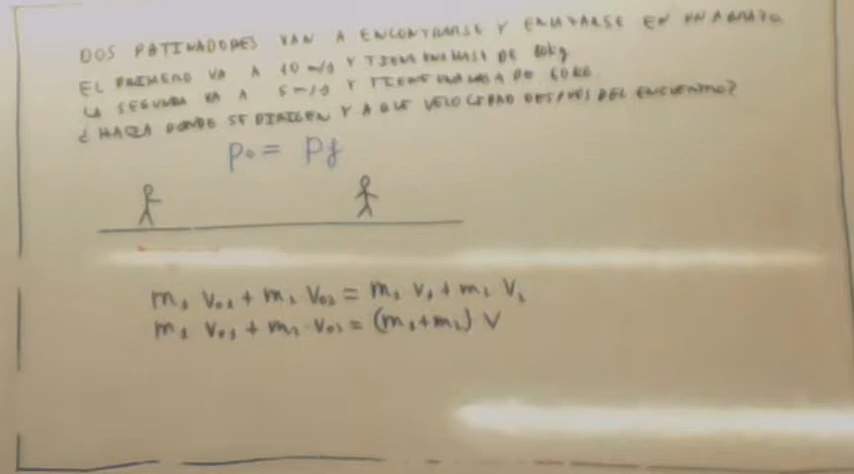 DOS PATINADORES VAN A ENCONTRARSE Y ENLAZARSE EN UN ABRAZO
EL PRIMERO VA A 10 m/s Y TIENE UNA MASA DE 80kg
LA SEGUNDA VA A 5 m/s Y TIENE UNA MASA DE 60 KG.
¿HACIA DONDE SE DIRIGEN Y A QUE VELOCIDAD DESPUES DEL ENCUENTRO?
Po = Pf
m₁ V₀₁ + m₂ V₀₂ = m₁ V₁ + m₂ V₂
m₁ V₀₁ + m₂ · V₀₂ = (m₁+m₂) V